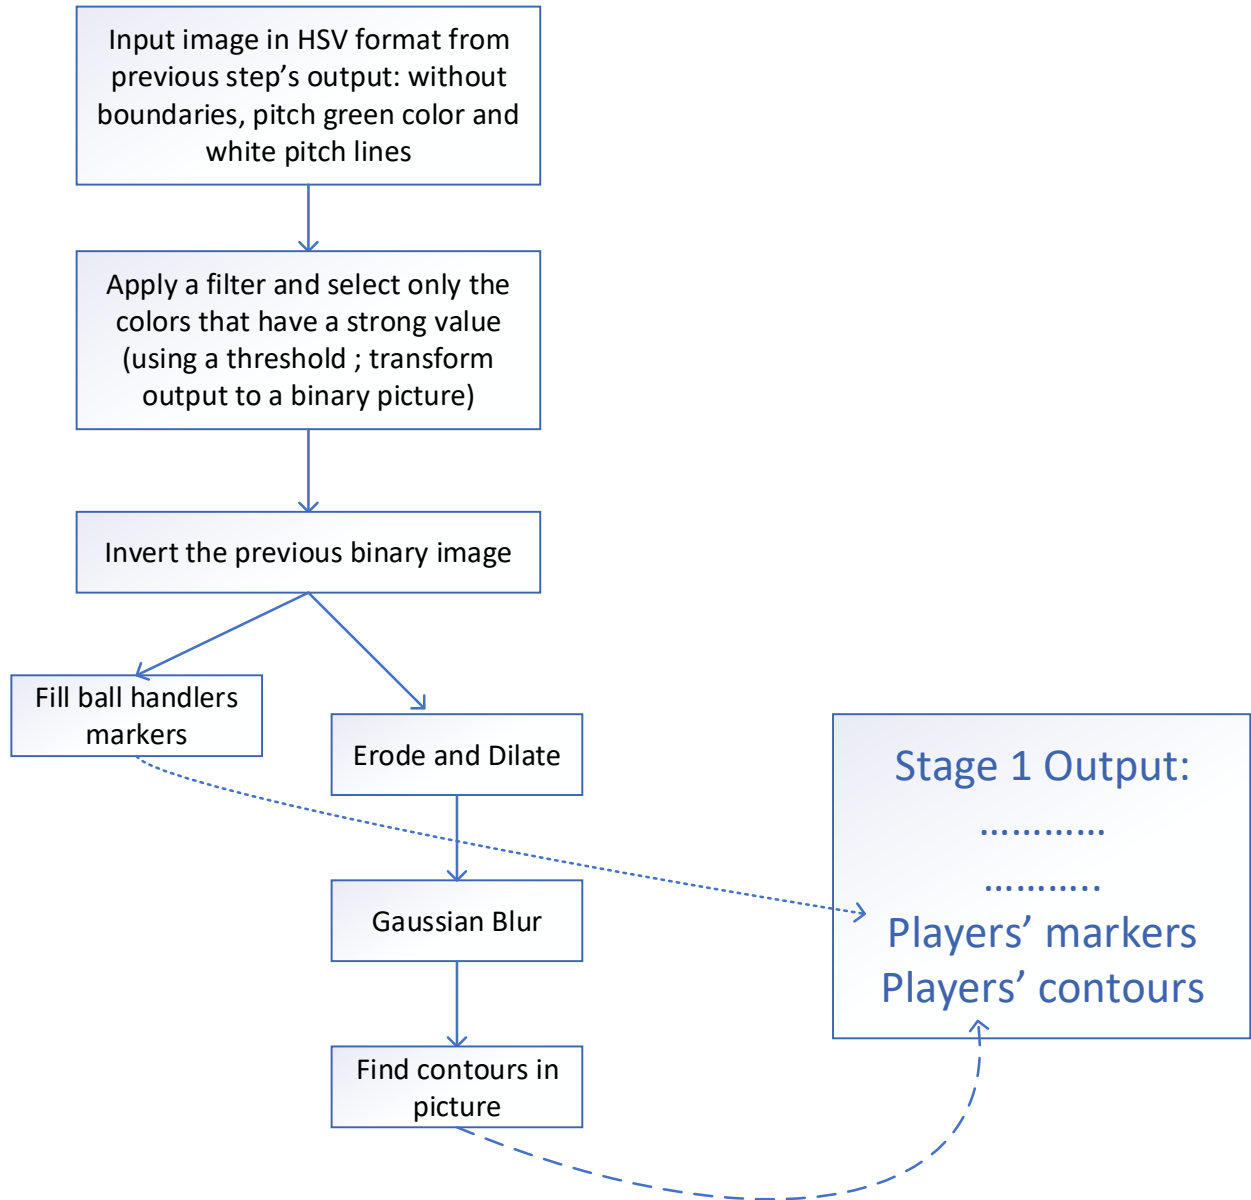 Input image in HSV format from
previous step’s output: without
boundaries, pitch green color and
white pitch lines
Apply a filter and select only the
colors that have a strong value
(using a threshold ; transform
output to a binary picture)
Invert the previous binary image
Fill ball handlers
markers
Erode and Dilate
Gaussian Blur
Find contours in
picture
Stage 1 Output:
…………
………..
Players’ markers
Players’ contours